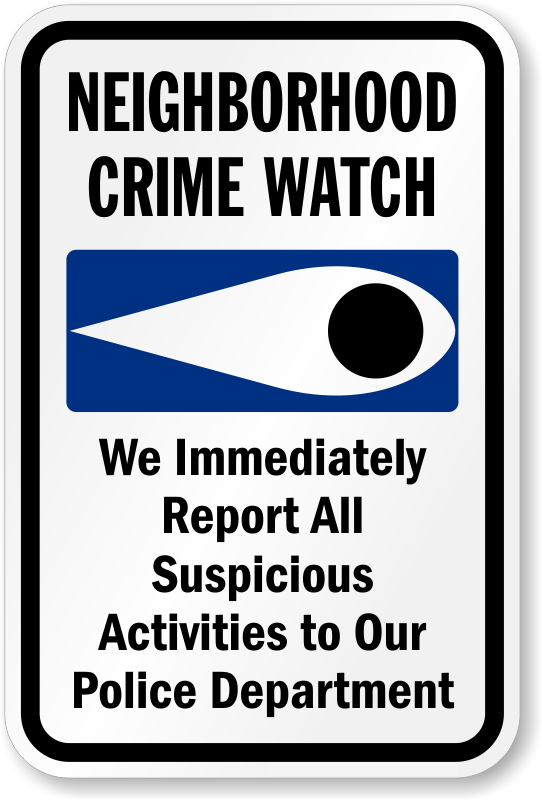 NEIGHBORHOOD
CRIME WATCH
We Immediately
Report All
Suspicious
Activities to Our
Police Department